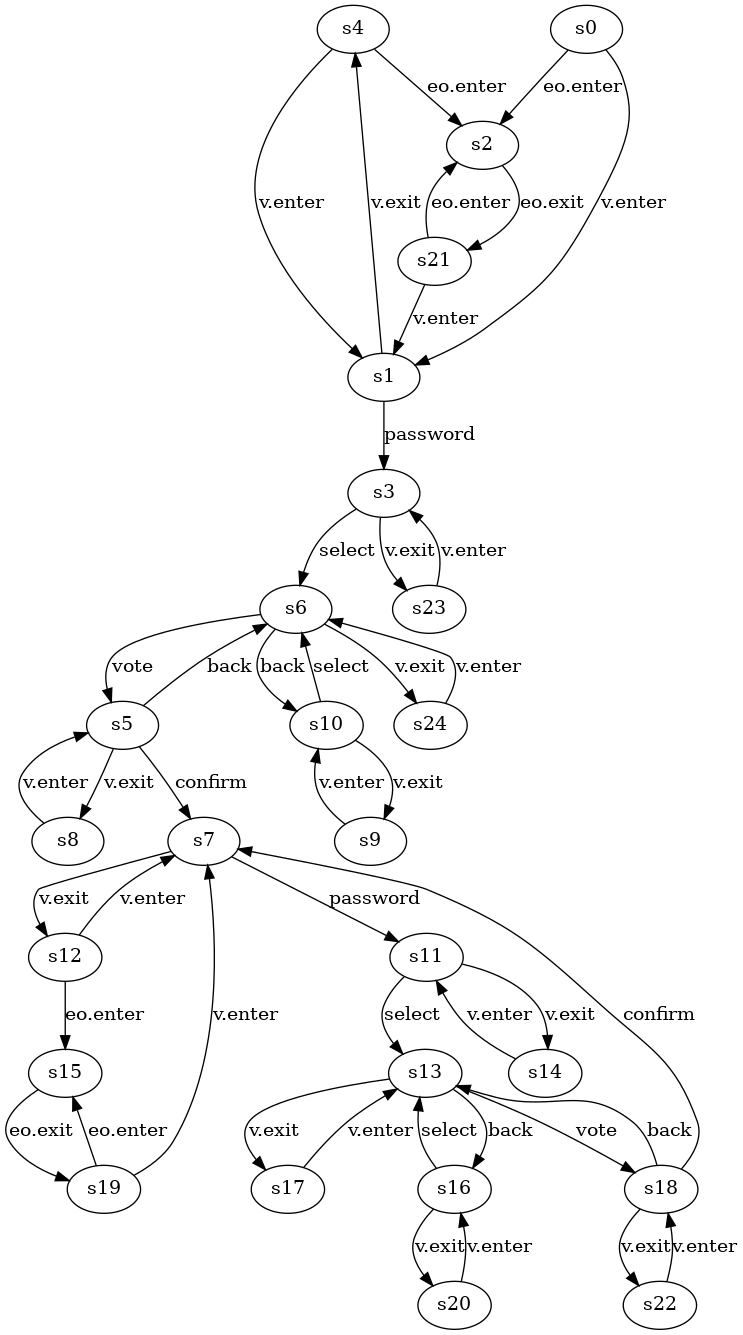 s4
s0
eo.enter
eo.enter
s2
v.enter
v.exit
eo.enter
eo.exit
v.enter
s21
v.enter
s1
password
s3
select
v.exit
v.enter
s6
s23
vote
back
back
select
v.exit
v.enter
s5
s10
s24
v.enter
v.exit
confirm
v.enter
v.exit
s8
s7
s9
v.exit
v.enter
password
s12
s11
eo.enter
v.enter
select
v.enter
v.exit
confirm
s15
s13
s14
eo.exit
eo.enter
v.exit
v.enter
select
back
vote
back
s19
s17
s16
s18
v.exit
v.enter
v.exit
v.enter
s20
s22